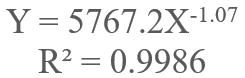 Y = 5767.2X⁻¹·⁰⁷
R² = 0.9986